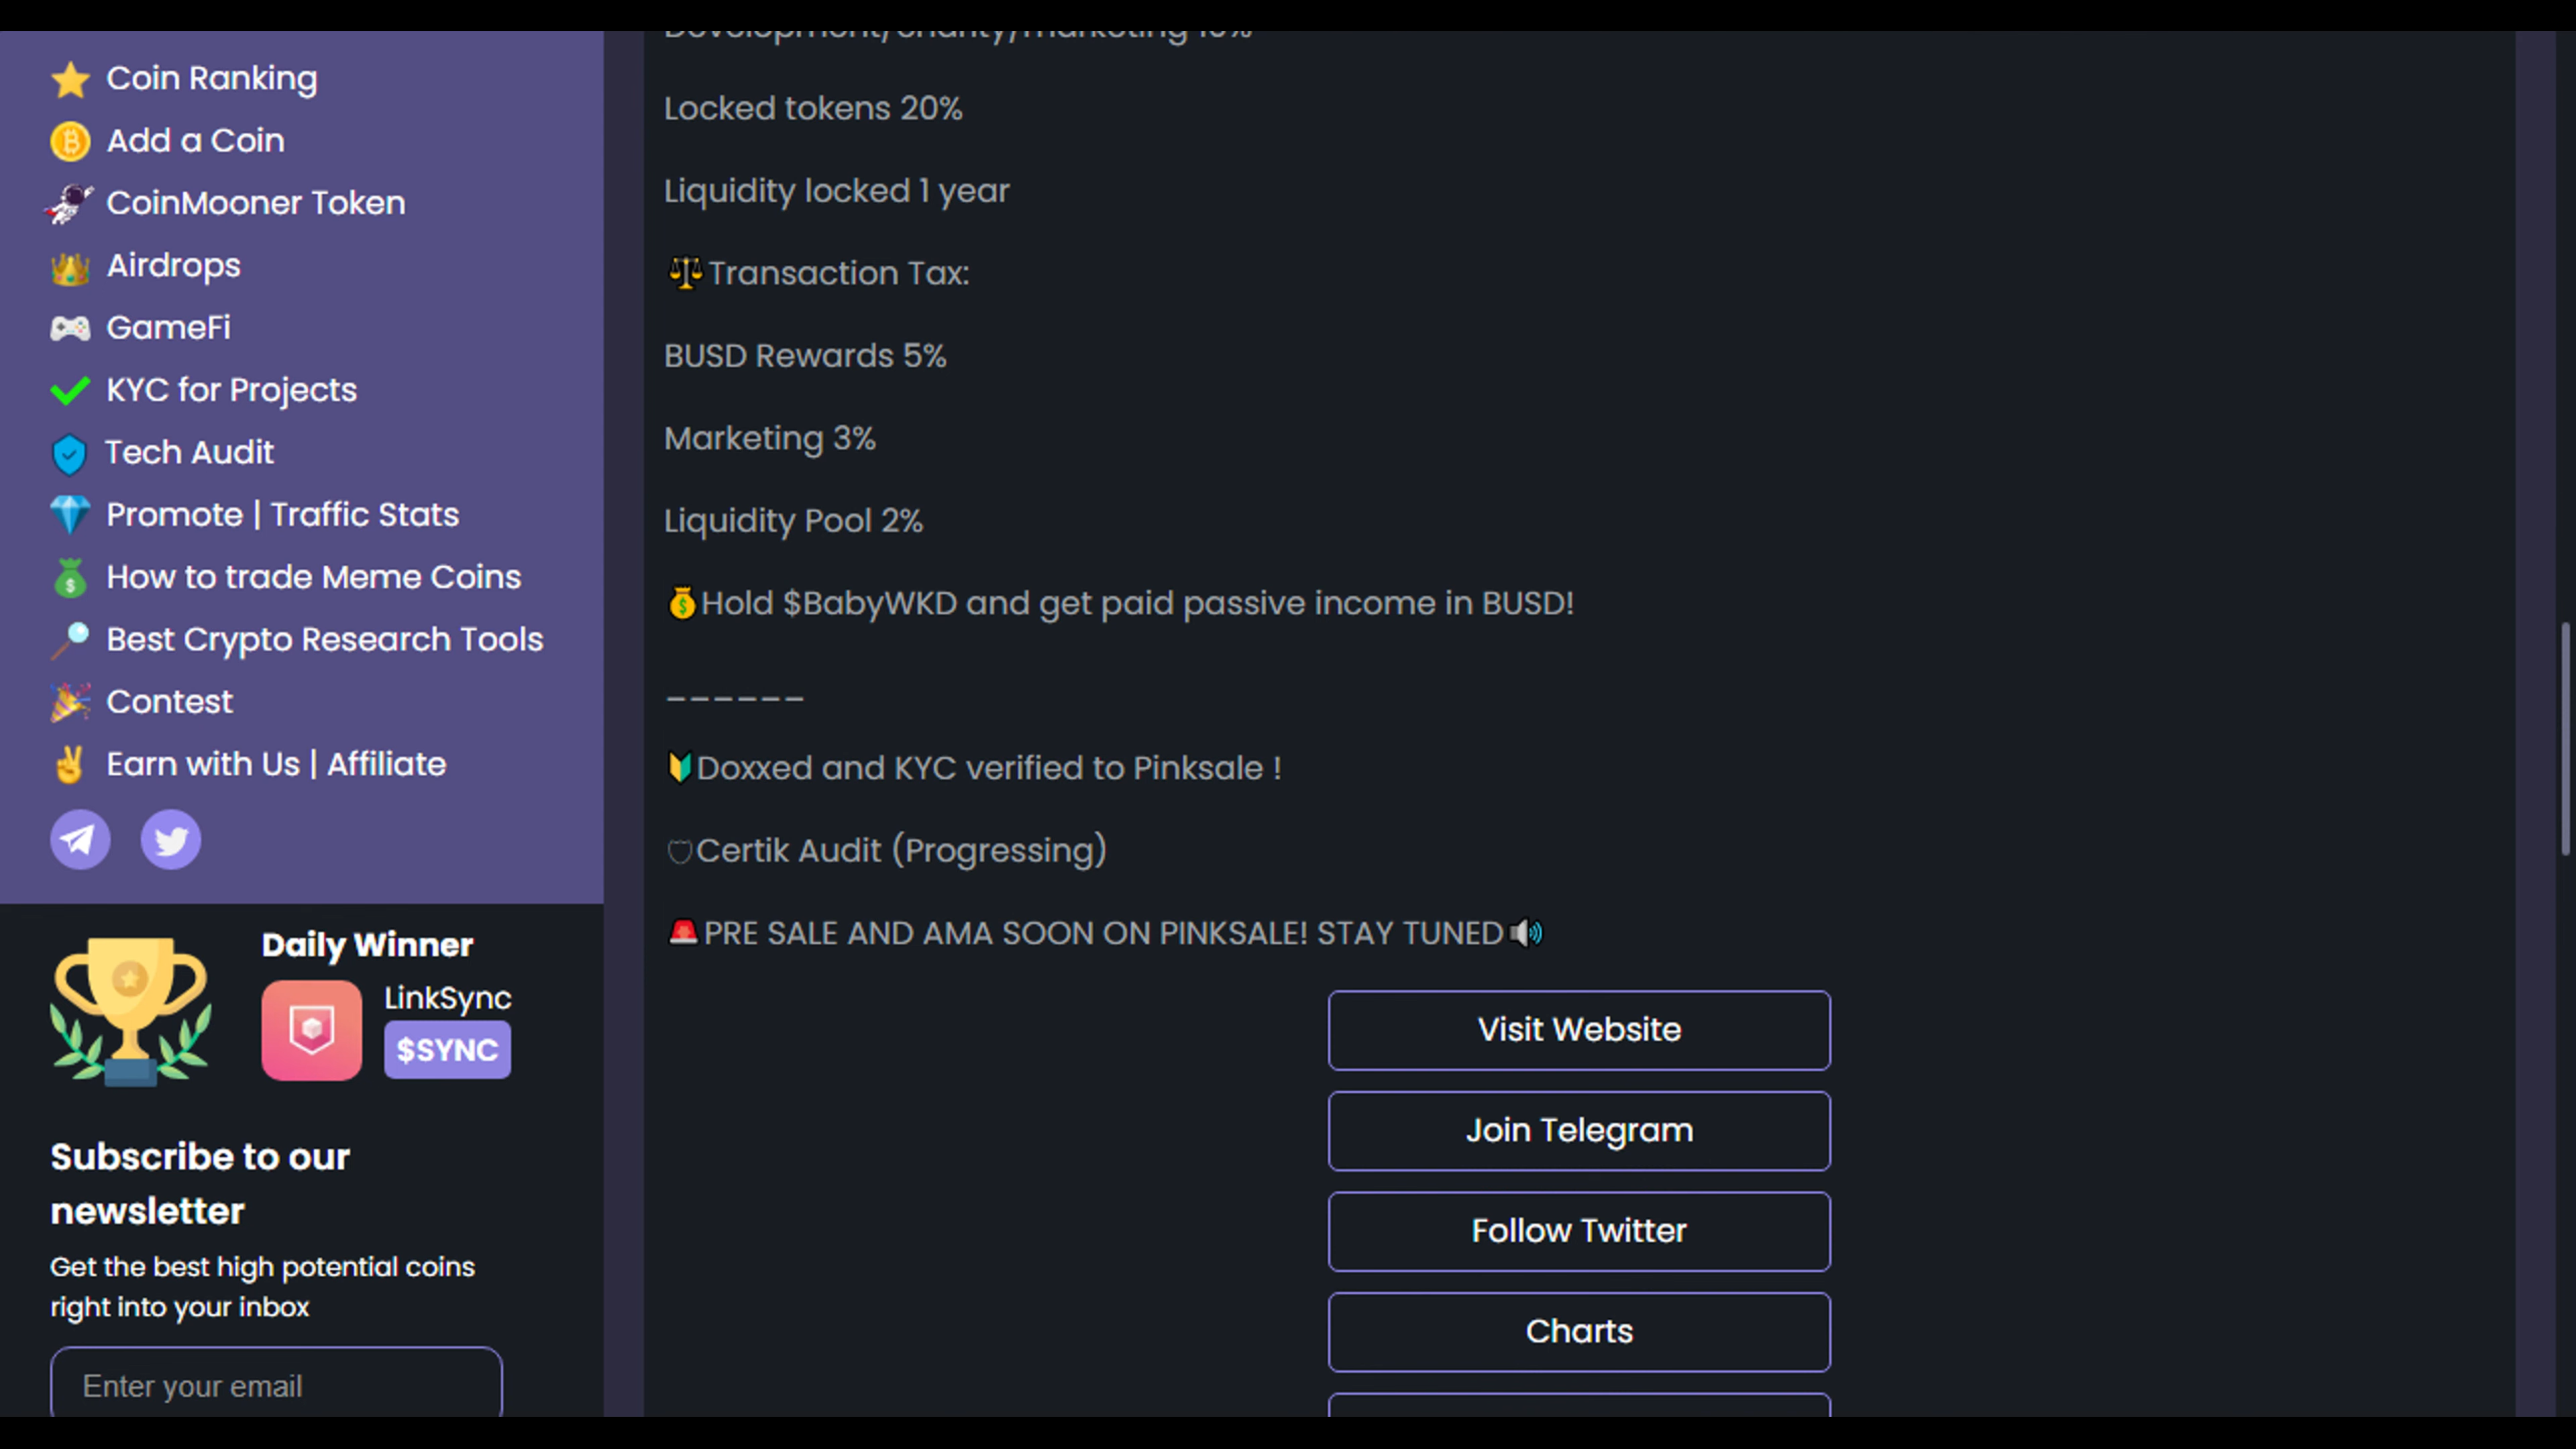 Coin Ranking
Add a Coin
CoinMooner Token
Airdrops
GameFi
KYC for Projects
Tech Audit
Promote | Traffic Stats
How to trade Meme Coins
Best Crypto Research Tools
Contest
Earn with Us | Affiliate
Daily Winner
LinkSync
$SYNC
Subscribe to our
newsletter
Get the best high potential coins
right into your inbox
Enter your email
Locked tokens 20%
Liquidity locked 1 year
⚖️Transaction Tax:
BUSD Rewards 5%
Marketing 3%
Liquidity Pool 2%
💰Hold $BabyWKD and get paid passive income in BUSD!
------
🔰Doxxed and KYC verified to Pinksale !
🛡Certik Audit (Progressing)
🚨PRE SALE AND AMA SOON ON PINKSALE! STAY TUNED🔊
Visit Website
Join Telegram
Follow Twitter
Charts